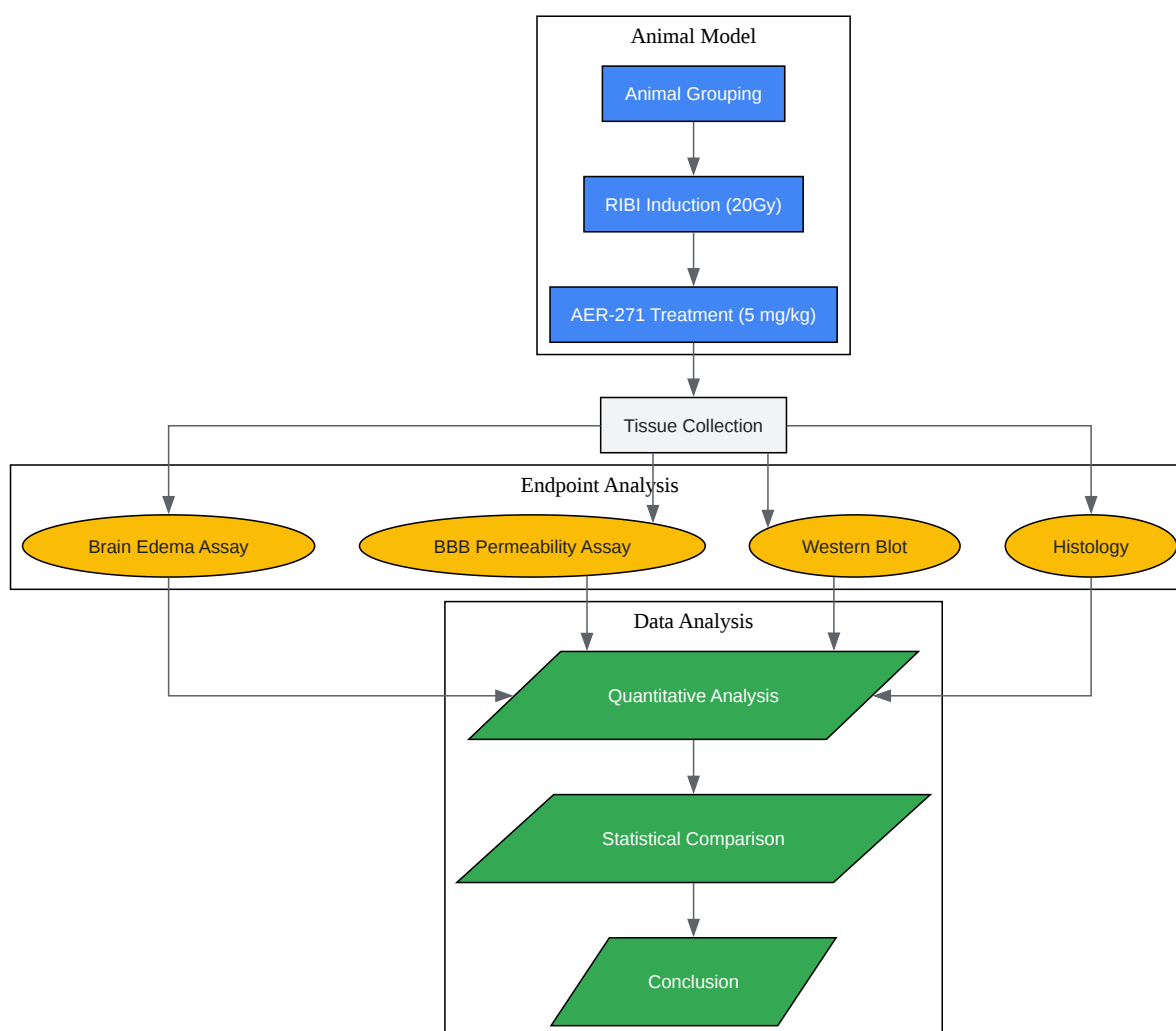 Animal Model
Animal Grouping
RIBI Induction (20Gy)
AER-271 Treatment (5 mg/kg)
Tissue Collection
Endpoint Analysis
Brain Edema Assay
BBB Permeability Assay
Western Blot
Histology
Data Analysis
Quantitative Analysis
Statistical Comparison
Conclusion